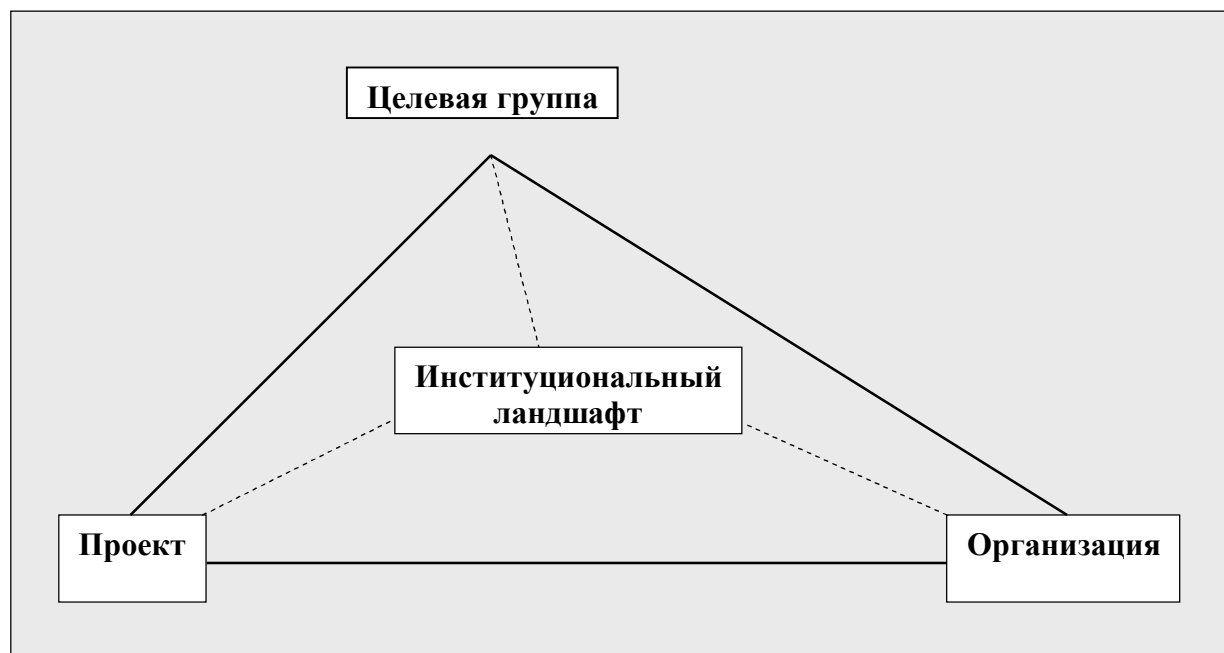 Целевая группа
Институциональный
ландшафт
Проект
Организация